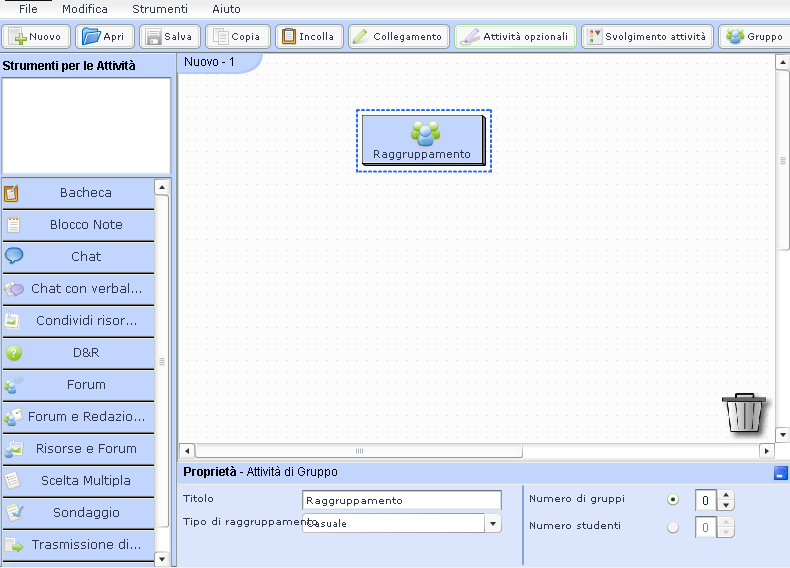 File Modifica Strumenti Aiuto
Nuovo Apri Salva Copia Incolla Collegamento Attività opzionali Svolgimento attività Gruppo
Strumenti per le Attività
Nuovo - 1
Raggruppamento
Bacheca
Blocco Note
Chat
Chat con verbal...
Condividi risor...
D&R
Forum
Forum e Redazio...
Risorse e Forum
Scelta Multipla
Sondaggio
Trasmissione di...
Proprietà - Attività di Gruppo
Titolo Raggruppamento
Tipo di raggruppamento Casuale
Numero di gruppi 0
Numero studenti 0